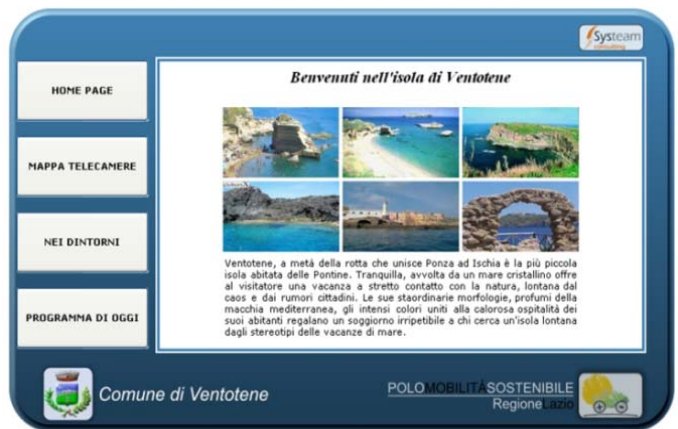 Systeam
consulting
HOME PAGE
MAPPA TELECAMERE
NEI DINTORNI
PROGRAMMA DI OGGI
Benvenuti nell'isola di Ventotene
Ventotene, a metá della rotta che unisce Ponza ad Ischia è la più piccola
isola abitata delle Pontine. Tranquilla, avvolta da un mare cristallino offre
al visitatore una vacanza a stretto contatto con la natura, lontana dal
caos e dai rumori cittadini. Le sue staordinarie morfologie, profumi della
macchia mediterranea, gli intensi colori uniti alla calorosa ospitalità dei
suoi abitanti regalano un soggiorno irripetibile a chi cerca un'isola lontana
dagli stereotipi delle vacanze di mare.
Comune di Ventotene
POLOMOBILITÀSOSTENIBILE
RegioneLazio